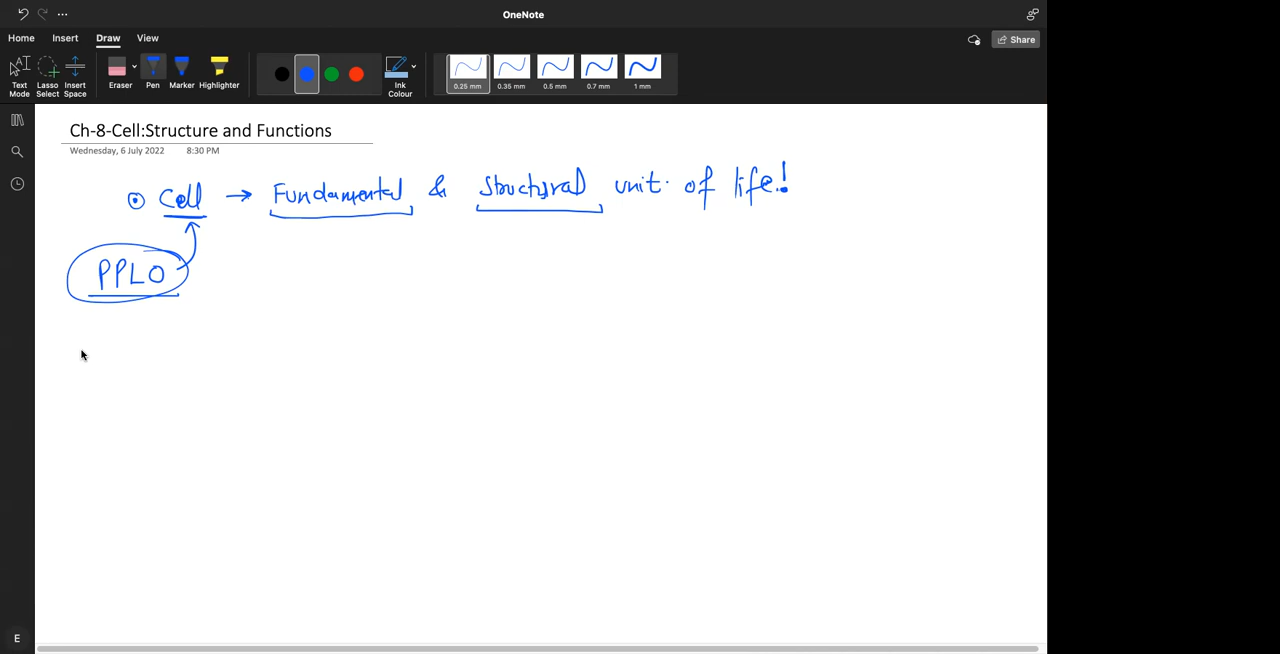 OneNote
Home Insert Draw View
Share
Text Mode Lasso Select Insert Space Eraser Pen Marker Highlighter Ink Colour 0.25 mm 0.35 mm 0.5 mm 0.7 mm 1 mm
Ch-8-Cell:Structure and Functions
Wednesday, 6 July 2022 8:30 PM
Cell → Fundamental & Structural unit of life!
PPLO
E